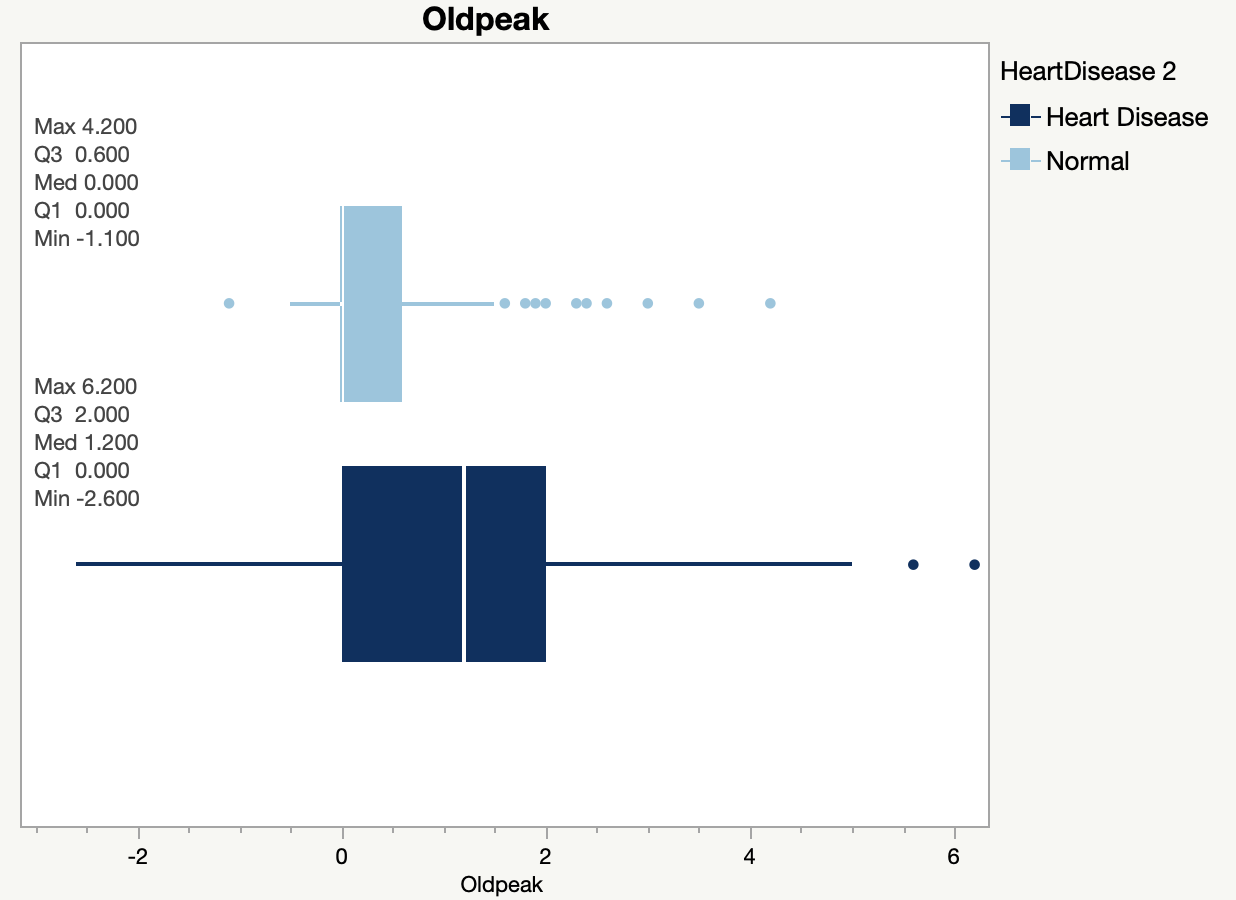 Oldpeak
HeartDisease 2
Heart Disease
Normal
Max 4.200
Q3 0.600
Med 0.000
Q1 0.000
Min -1.100
Max 6.200
Q3 2.000
Med 1.200
Q1 0.000
Min -2.600
-2 0 2 4 6
Oldpeak